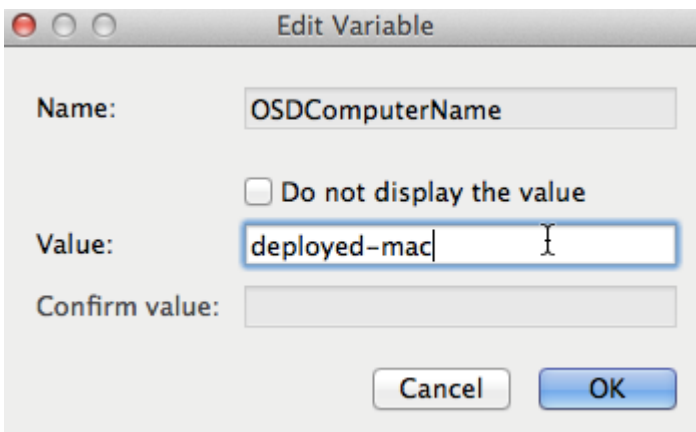 Edit Variable
Name: OSDComputerName
Do not display the value
Value: deployed-mac
Confirm value:
Cancel OK